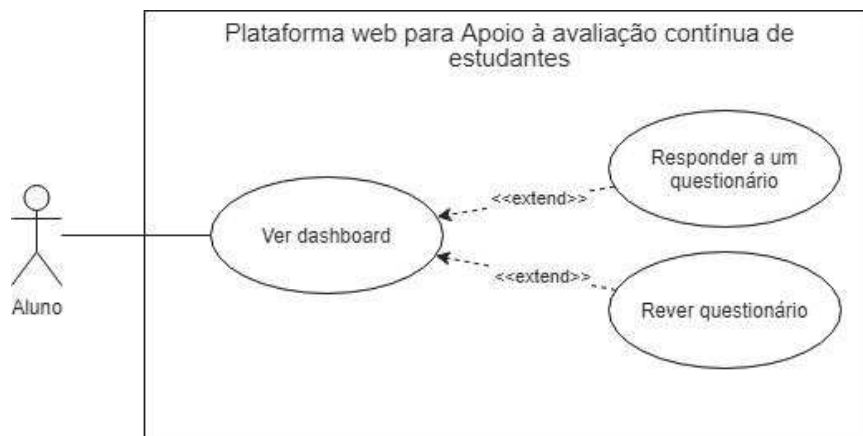 Plataforma web para Apoio à avaliação contínua de
estudantes
Responder a um
questionário
<<extend>>
Ver dashboard
<<extend>>
Aluno
Rever questionário